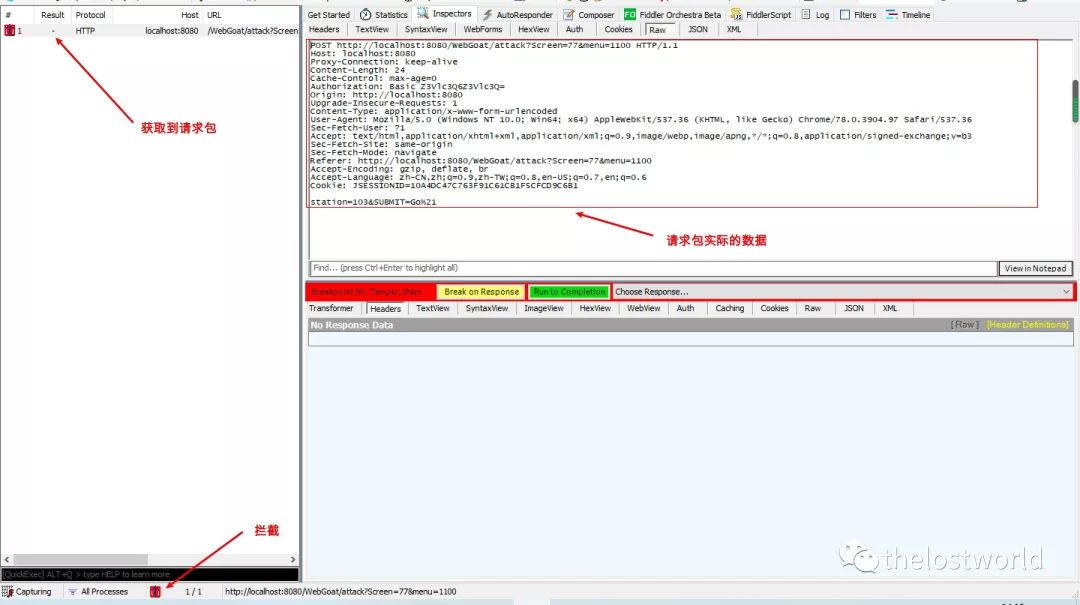 # Result Protocol Host URL
1 - HTTP localhost:8080 /WebGoat/attack?Screen
获取到请求包
Get Started Statistics Inspectors AutoResponder Composer FO Fiddler Orchestra Beta FiddlerScript Log Filters Timeline
Headers TextView SyntaxView WebForms HexView Auth Cookies Raw JSON XML
POST http://localhost:8080/WebGoat/attack?Screen=77&menu=1100 HTTP/1.1
Host: localhost:8080
Proxy-Connection: keep-alive
Content-Length: 24
Cache-Control: max-age=0
Authorization: Basic Z3Vlc3Q6Z3Vlc3Q=
Origin: http://localhost:8080
Upgrade-Insecure-Requests: 1
Content-Type: application/x-www-form-urlencoded
User-Agent: Mozilla/5.0 (Windows NT 10.0; Win64; x64) AppleWebKit/537.36 (KHTML, like Gecko) Chrome/78.0.3904.97 Safari/537.36
Sec-Fetch-User: ?1
Accept: text/html,application/xhtml+xml,application/xml;q=0.9,image/webp,image/apng,*/*;q=0.8,application/signed-exchange;v=b3
Sec-Fetch-Site: same-origin
Sec-Fetch-Mode: navigate
Referer: http://localhost:8080/WebGoat/attack?Screen=77&menu=1100
Accept-Encoding: gzip, deflate, br
Accept-Language: zh-CN,zh;q=0.9,zh-TW;q=0.8,en-US;q=0.7,en;q=0.6
Cookie: JSESSIONID=10A4DC47C763F91C61CB1F5CFCD9C6B1
station=103&SUBMIT=Go%21
请求包实际的数据
Find... (press Ctrl+Enter to highlight all) View in Notepad
Breakpoint hit. Tamper, then: Break on Response Run to Completion Choose Response...
Transformer Headers TextView SyntaxView ImageView HexView WebView Auth Caching Cookies Raw JSON XML
No Response Data [Raw] [Header Definitions]
拦截
thelostworld
[QuickExec] ALT+Q > type HELP to learn more
Capturing All Processes 1 / 1 http://localhost:8080/WebGoat/attack?Screen=77&menu=1100